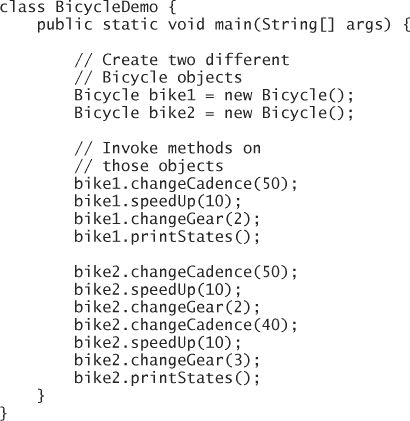 class BicycleDemo {
    public static void main(String[] args) {

        // Create two different
        // Bicycle objects
        Bicycle bike1 = new Bicycle();
        Bicycle bike2 = new Bicycle();

        // Invoke methods on
        // those objects
        bike1.changeCadence(50);
        bike1.speedUp(10);
        bike1.changeGear(2);
        bike1.printStates();

        bike2.changeCadence(50);
        bike2.speedUp(10);
        bike2.changeGear(2);
        bike2.changeCadence(40);
        bike2.speedUp(10);
        bike2.changeGear(3);
        bike2.printStates();
    }
}